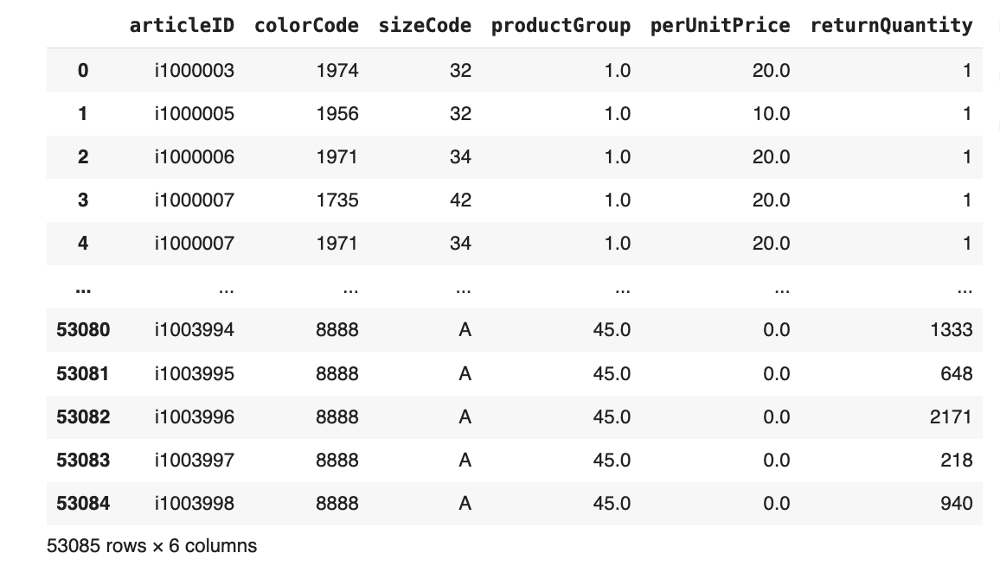 articleID colorCode sizeCode productGroup perUnitPrice returnQuantity
0 i1000003 1974 32 1.0 20.0 1
1 i1000005 1956 32 1.0 10.0 1
2 i1000006 1971 34 1.0 20.0 1
3 i1000007 1735 42 1.0 20.0 1
4 i1000007 1971 34 1.0 20.0 1
... ... ... ... ... ... ...
53080 i1003994 8888 A 45.0 0.0 1333
53081 i1003995 8888 A 45.0 0.0 648
53082 i1003996 8888 A 45.0 0.0 2171
53083 i1003997 8888 A 45.0 0.0 218
53084 i1003998 8888 A 45.0 0.0 940
53085 rows × 6 columns